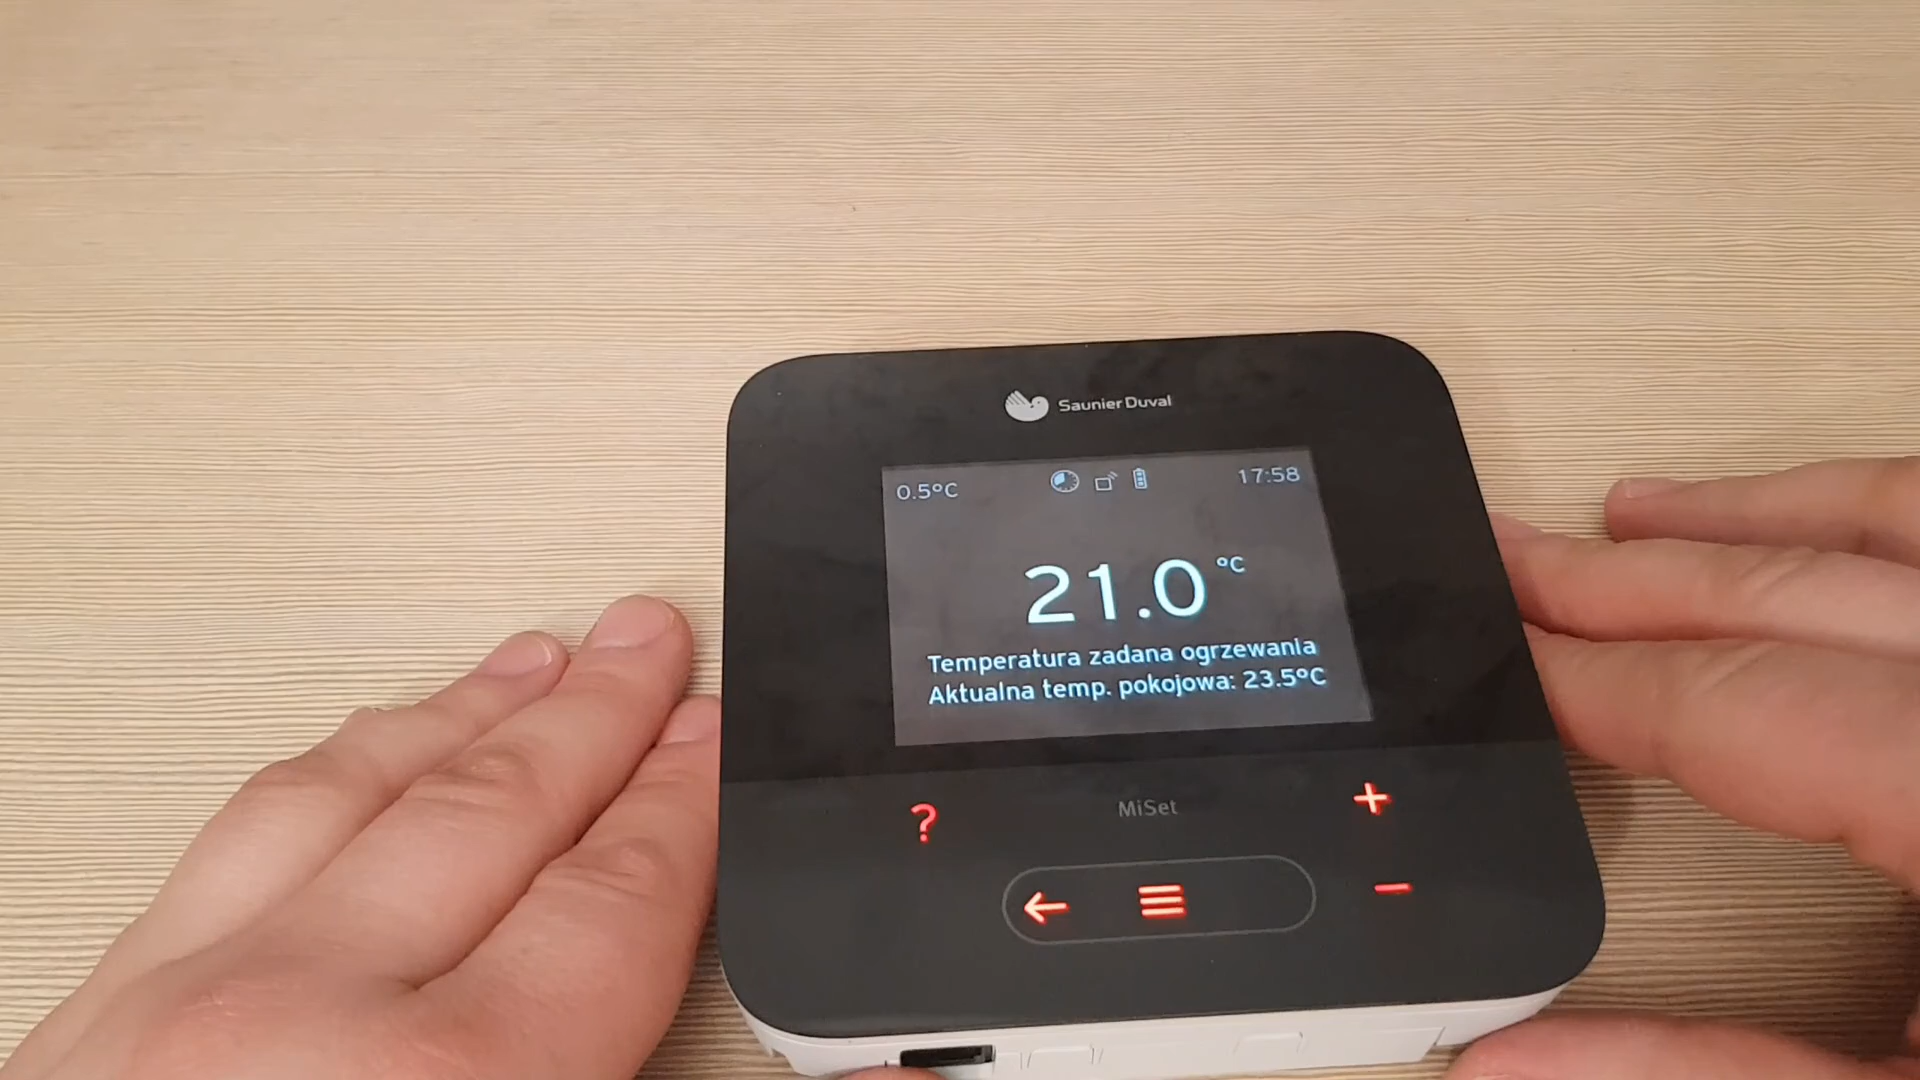 Saunier Duval
0.5°C 17:58
21.0 °C
Temperatura zadana ogrzewania
Aktualna temp. pokojowa: 23.5°C
? MiSet +
−